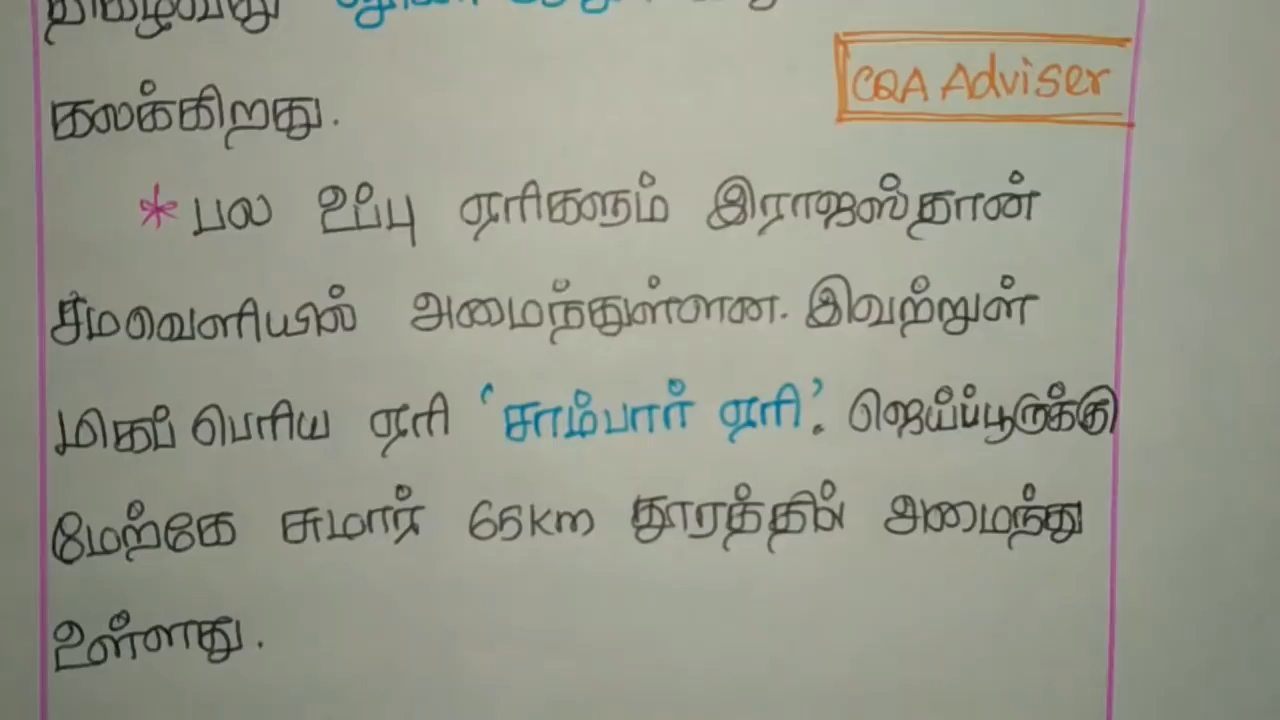 CQA Adviser
கலக்கிறது.
* பல உப்பு ஏரிகளும் இராஜஸ்தான்
சமவெளியில் அமைந்துள்ளன. இவற்றுள்
மிகப் பெரிய ஏரி ‘சாம்பார் ஏரி’. ஜெய்ப்பூருக்கு
மேற்கே சுமார் 65km தூரத்தில் அமைந்து
உள்ளது.